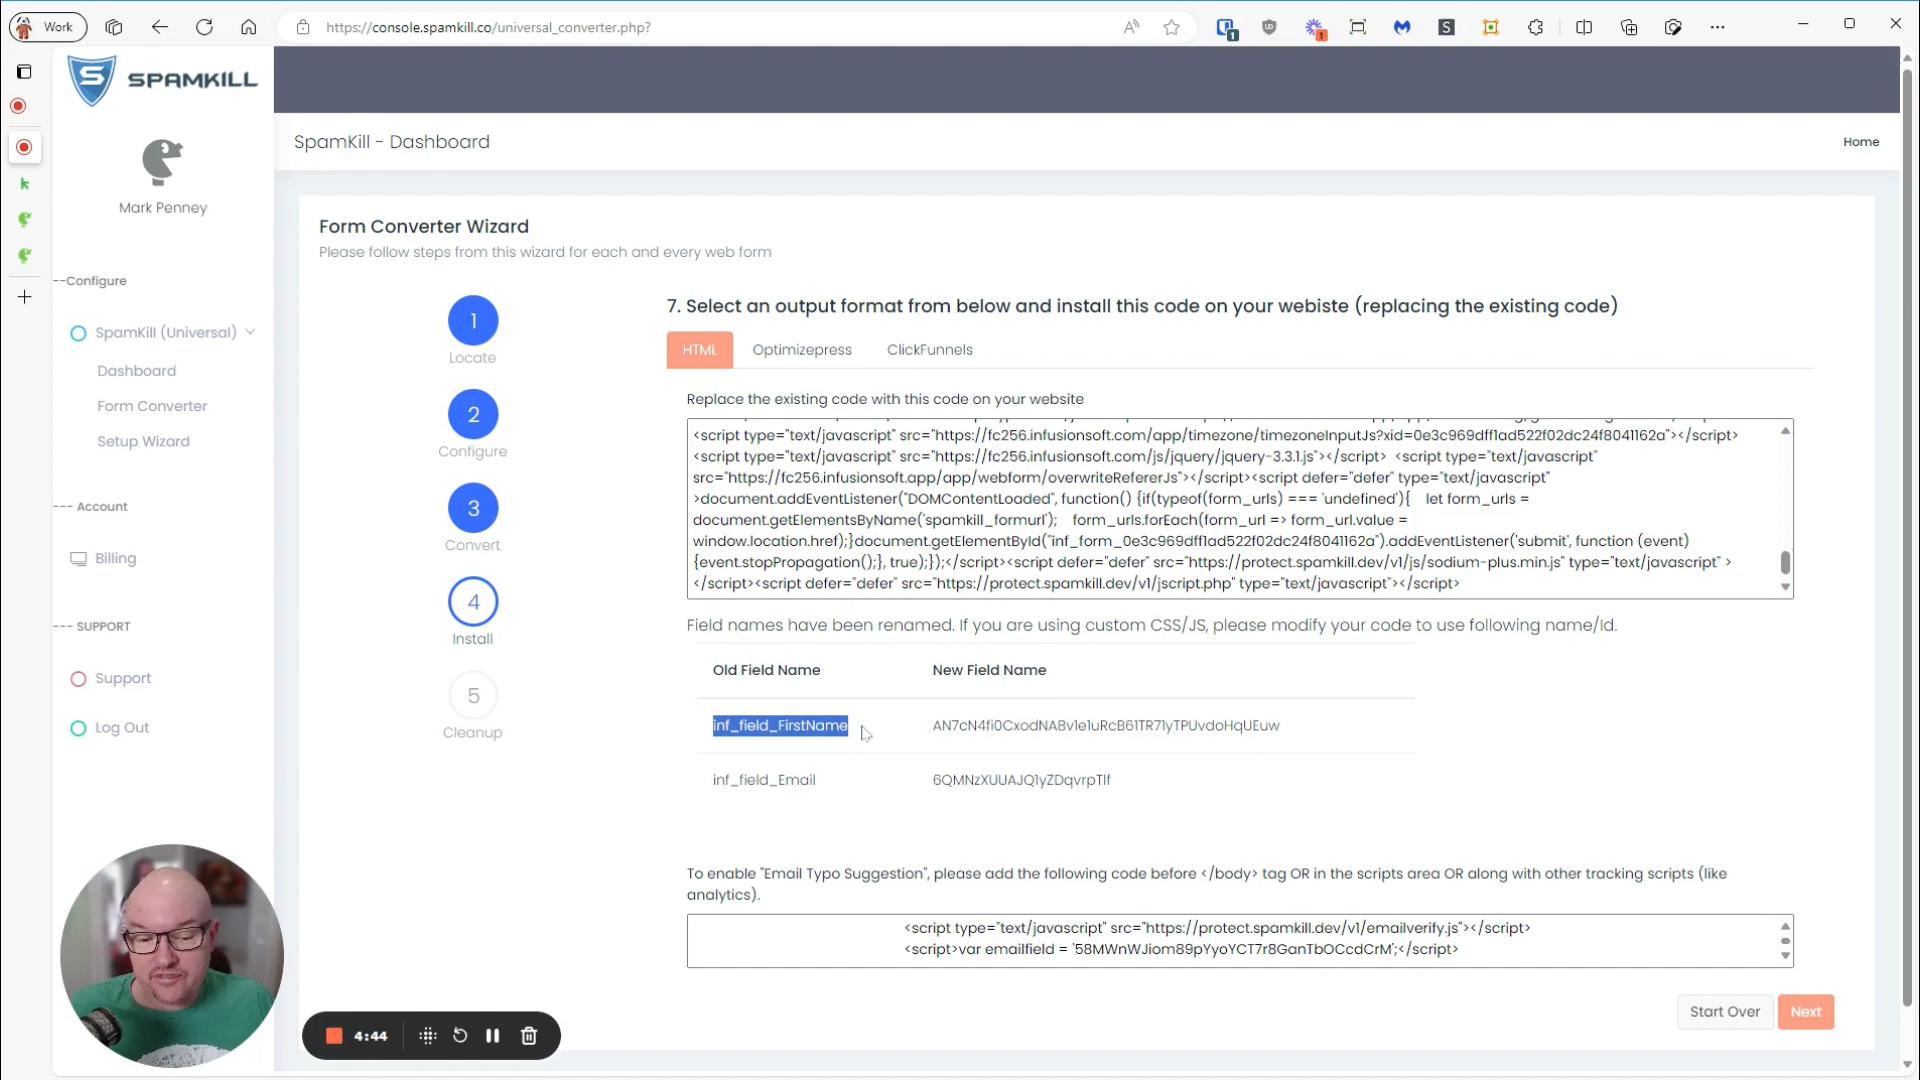 Work
https://console.spamkill.co/universal_converter.php?
1
1
S
SPAMKILL
SpamKill - Dashboard
Home
Mark Penney
Form Converter Wizard
Please follow steps from this wizard for each and every web form
--Configure
SpamKill (Universal)
Dashboard
Form Converter
Setup Wizard
--- Account
Billing
--- SUPPORT
Support
Log Out
1
Locate
2
Configure
3
Convert
4
Install
5
Cleanup
7. Select an output format from below and install this code on your webiste (replacing the existing code)
HTML
Optimizepress
ClickFunnels
Replace the existing code with this code on your website
<script type="text/javascript" src="https://fc256.infusionsoft.com/app/timezone/timezoneInputJs?xid=0e3c969dff1ad522f02dc24f8041162a"></script>
<script type="text/javascript" src="https://fc256.infusionsoft.com/js/jquery/jquery-3.3.1.js"></script> <script type="text/javascript"
src="https://fc256.infusionsoft.app/app/webform/overwriteRefererJs"></script><script defer="defer" type="text/javascript"
>document.addEventListener("DOMContentLoaded", function() {if(typeof(form_urls) === 'undefined'){ let form_urls =
document.getElementsByName('spamkill_formurl'); form_urls.forEach(form_url => form_url.value =
window.location.href);}document.getElementById("inf_form_0e3c969dff1ad522f02dc24f8041162a").addEventListener('submit', function (event)
{event.stopPropagation();}, true);});</script><script defer="defer" src="https://protect.spamkill.dev/v1/js/sodium-plus.min.js" type="text/javascript" >
</script><script defer="defer" src="https://protect.spamkill.dev/v1/jscript.php" type="text/javascript"></script>
Field names have been renamed. If you are using custom CSS/JS, please modify your code to use following name/Id.
Old Field Name
New Field Name
inf_field_FirstName
AN7cN4fi0CxodNA8v1e1uRcB61TR71yTPUvdoHqUEuw
inf_field_Email
6QMNzXUUAJQ1yZDqvrpTlf
To enable "Email Typo Suggestion", please add the following code before </body> tag OR in the scripts area OR along with other tracking scripts (like
analytics).
<script type="text/javascript" src="https://protect.spamkill.dev/v1/emailverify.js"></script>
<script>var emailfield = '58MWnWJiom89pYyoYCT7r8GanTbOCcdCrM';</script>
Start Over
Next
4:44